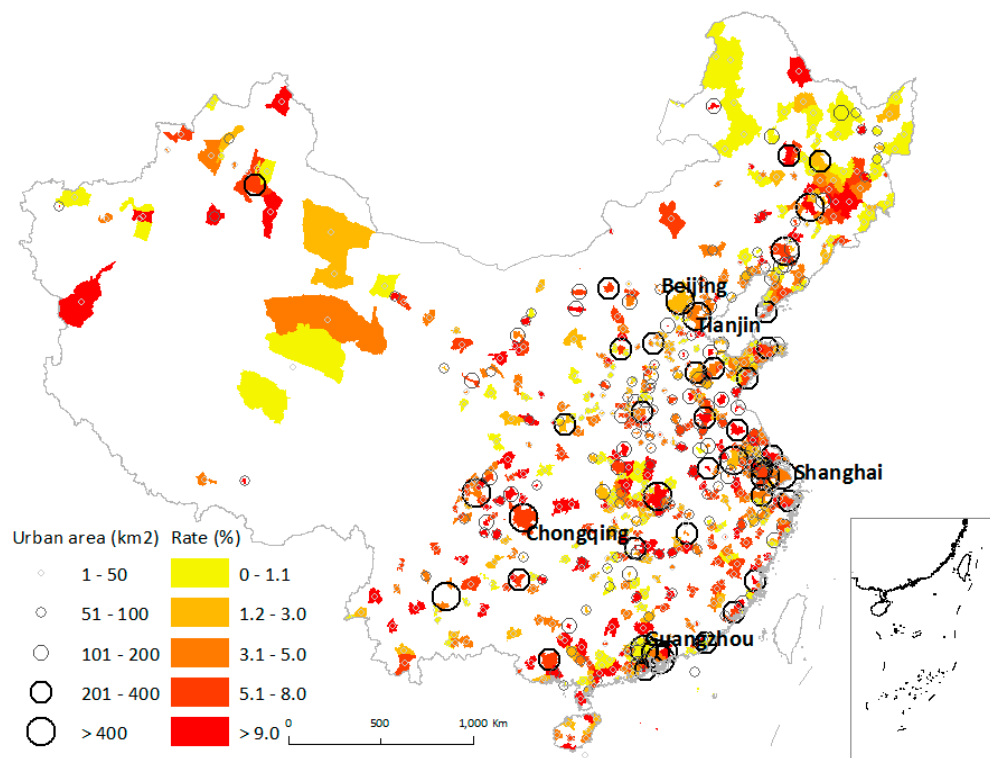 Beijing
Tianjin
Shanghai
Chongqing
Guangzhou
Urban area (km2) Rate (%)
1 - 50 0 - 1.1
51 - 100 1.2 - 3.0
101 - 200 3.1 - 5.0
201 - 400 5.1 - 8.0
> 400 > 9.0
0 500 1,000 Km